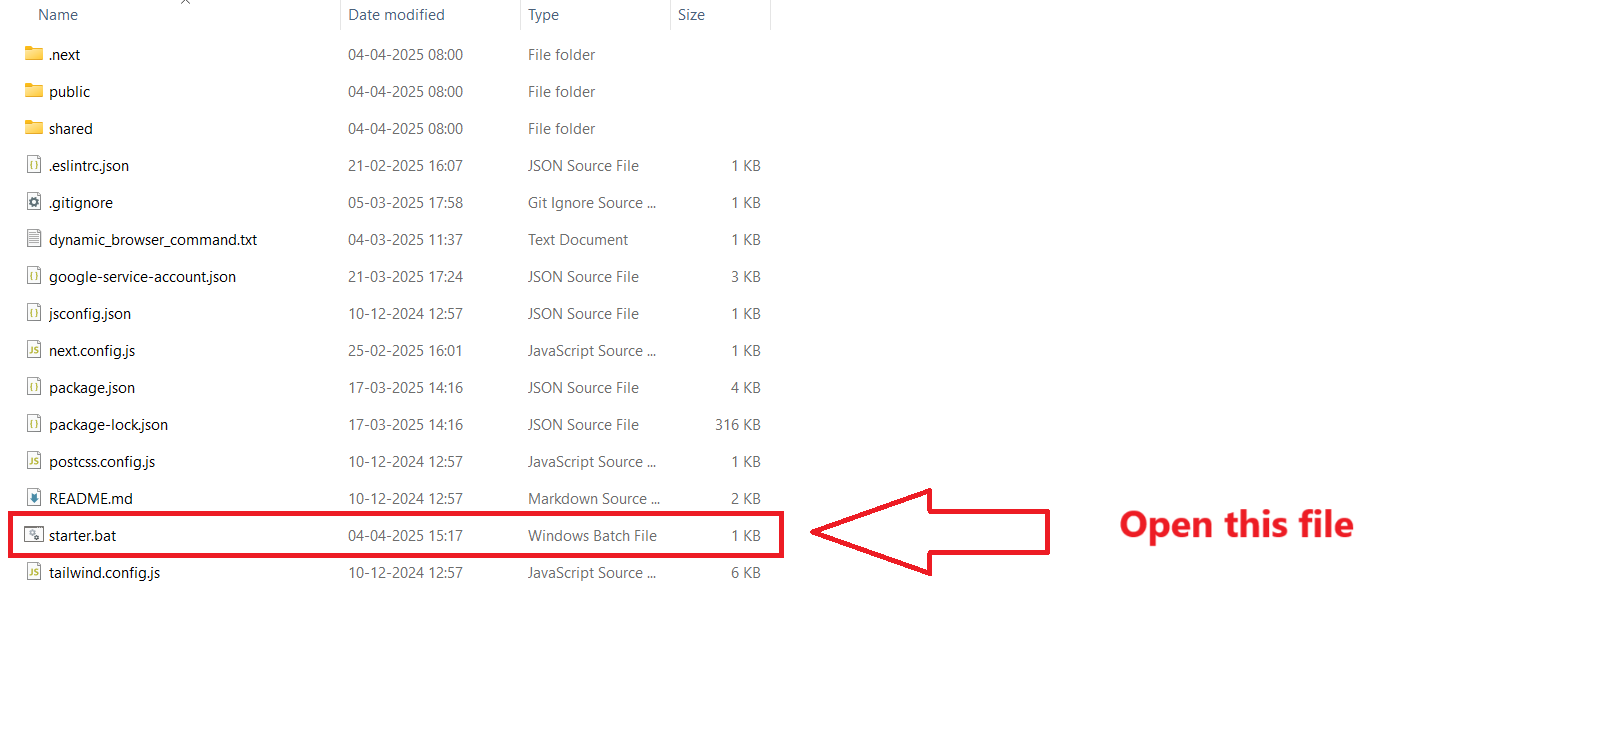 Name Date modified Type Size
.next 04-04-2025 08:00 File folder
public 04-04-2025 08:00 File folder
shared 04-04-2025 08:00 File folder
.eslintrc.json 21-02-2025 16:07 JSON Source File 1 KB
.gitignore 05-03-2025 17:58 Git Ignore Source ... 1 KB
dynamic_browser_command.txt 04-03-2025 11:37 Text Document 1 KB
google-service-account.json 21-03-2025 17:24 JSON Source File 3 KB
jsconfig.json 10-12-2024 12:57 JSON Source File 1 KB
next.config.js 25-02-2025 16:01 JavaScript Source ... 1 KB
package.json 17-03-2025 14:16 JSON Source File 4 KB
package-lock.json 17-03-2025 14:16 JSON Source File 316 KB
postcss.config.js 10-12-2024 12:57 JavaScript Source ... 1 KB
README.md 10-12-2024 12:57 Markdown Source ... 2 KB
starter.bat 04-04-2025 15:17 Windows Batch File 1 KB
Open this file
tailwind.config.js 10-12-2024 12:57 JavaScript Source ... 6 KB